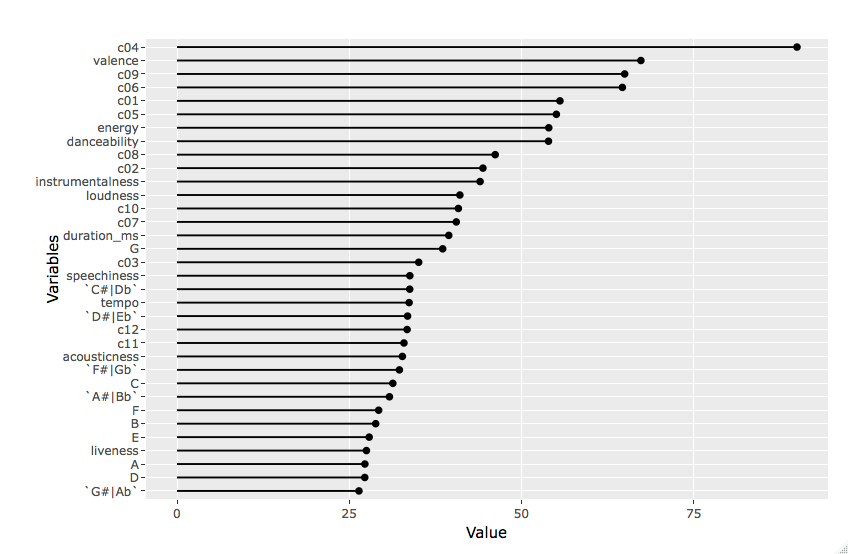 c04
valence
c09
c06
c01
c05
energy
danceability
c08
c02
instrumentalness
loudness
c10
c07
duration_ms
G
c03
speechiness
`C#|Db`
tempo
`D#|Eb`
c12
c11
acousticness
`F#|Gb`
C
`A#|Bb`
F
B
E
liveness
A
D
`G#|Ab`
Variables
0 25 50 75
Value